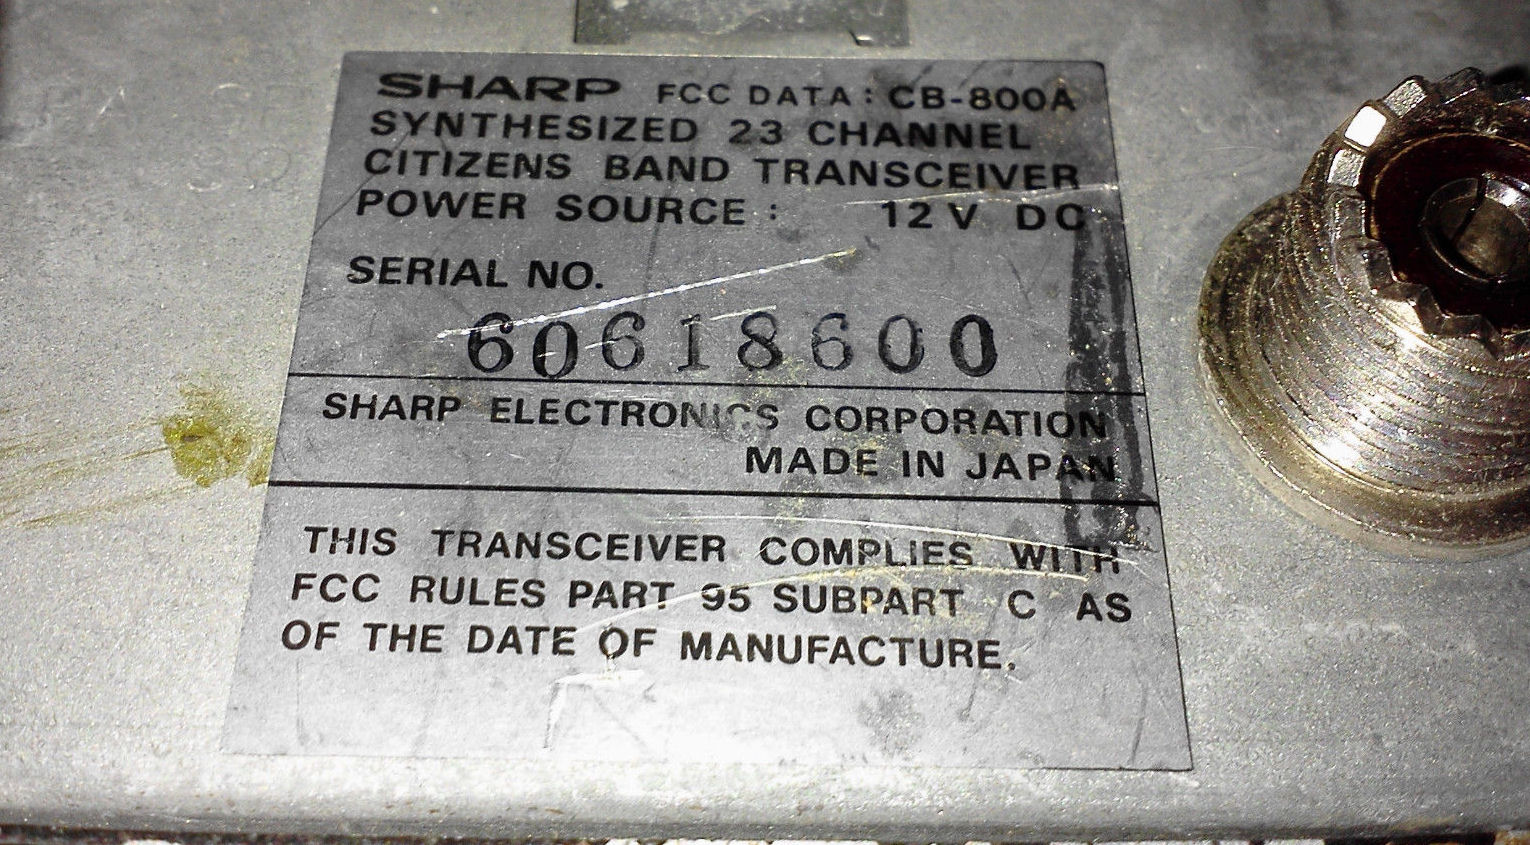 SHARP FCC DATA : CB-800A
SYNTHESIZED 23 CHANNEL
CITIZENS BAND TRANSCEIVER
POWER SOURCE : 12 V DC
SERIAL NO.
60618600
SHARP ELECTRONICS CORPORATION
MADE IN JAPAN
THIS TRANSCEIVER COMPLIES WITH
FCC RULES PART 95 SUBPART C AS
OF THE DATE OF MANUFACTURE.